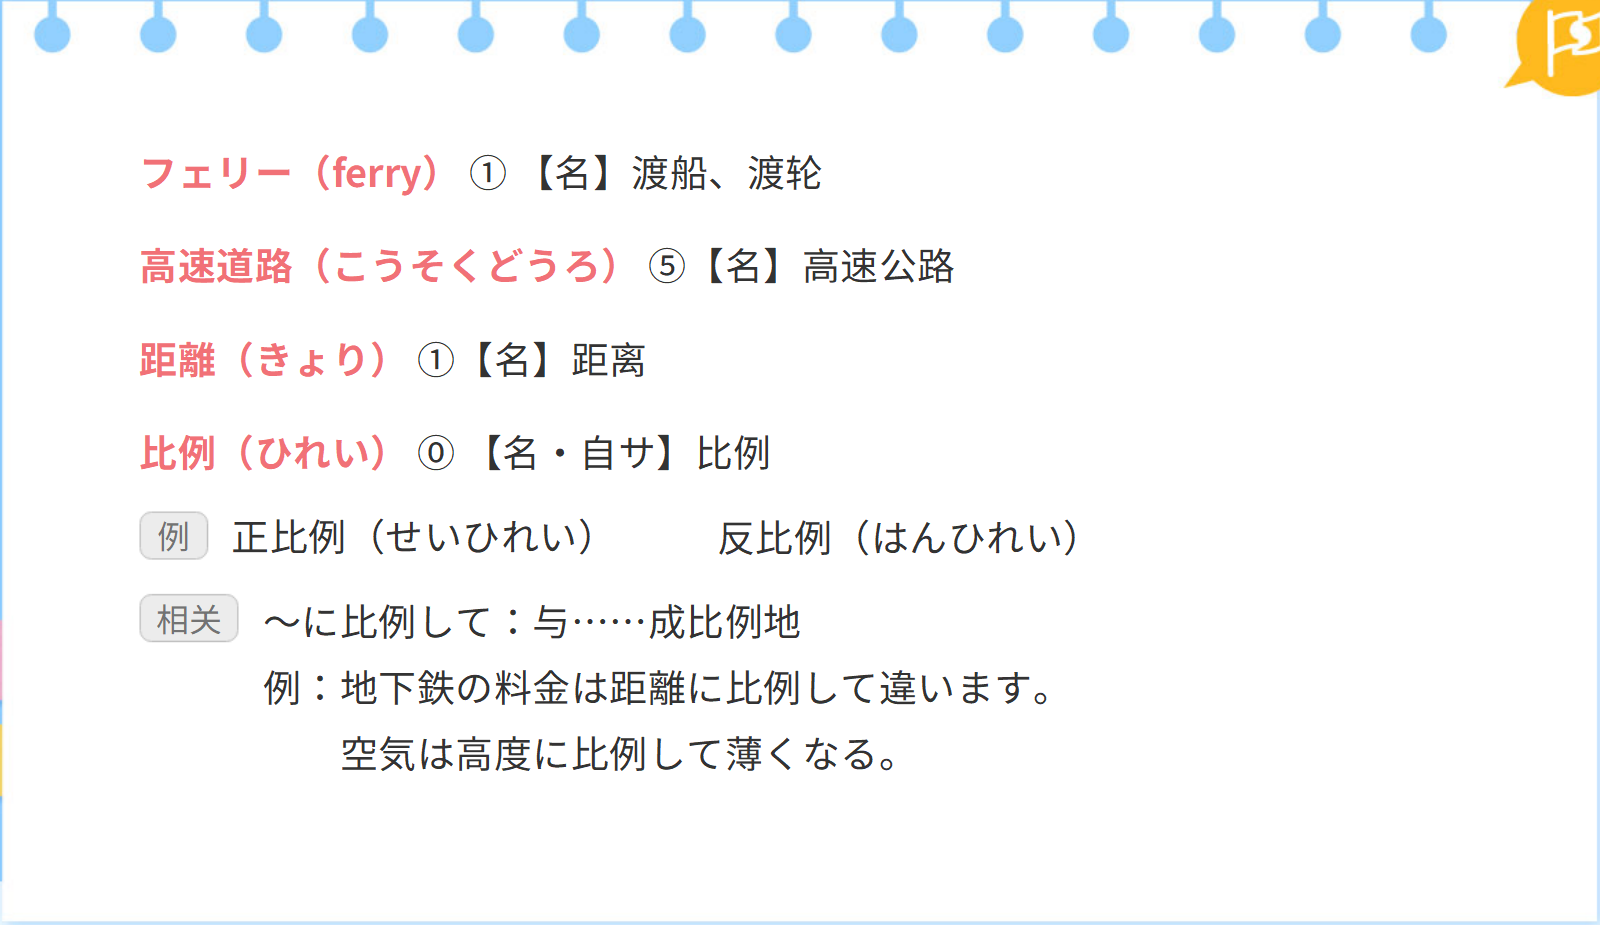 フェリー（ferry） ① 【名】渡船、渡轮
高速道路（こうそくどうろ） ⑤【名】高速公路
距離（きょり） ①【名】距离
比例（ひれい） ⓪ 【名・自サ】比例
例 正比例（せいひれい） 反比例（はんひれい）
相关 ～に比例して：与……成比例地
例：地下鉄の料金は距離に比例して違います。
空気は高度に比例して薄くなる。